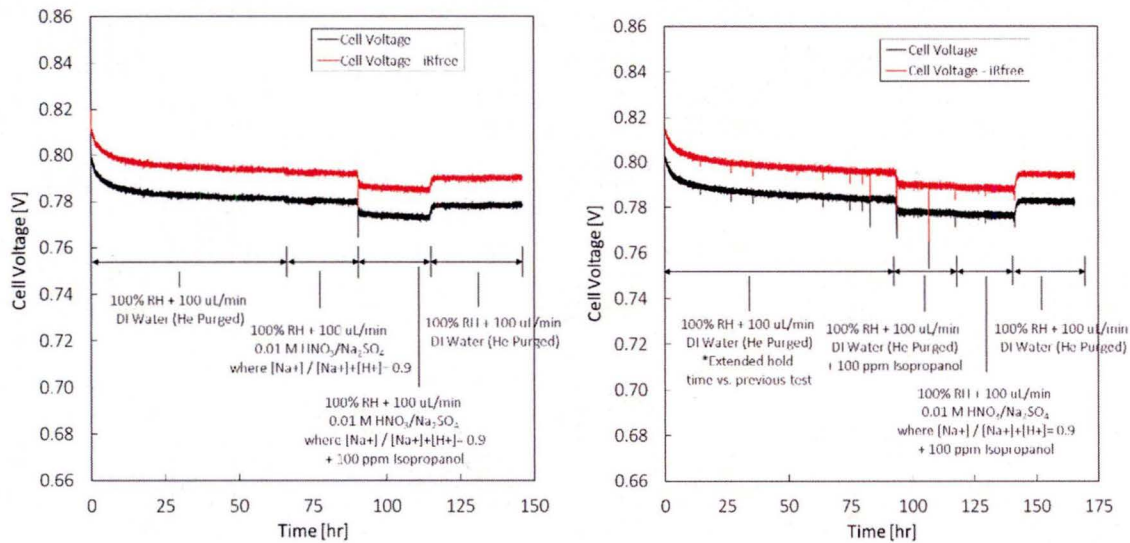 0.86
0.84
0.82
0.80
0.78
0.76
0.74
0.72
0.70
0.68
0.66
Cell Voltage [V]
Cell Voltage
Cell Voltage - iRfree
100% RH + 100 uL/min
DI Water (He Purged)
100% RH + 100 uL/min
0.01 M HNO₃/Na₂SO₄
where [Na+] / [Na+]+[H+]= 0.9
100% RH + 100 uL/min
0.01 M HNO₃/Na₂SO₄
where [Na+] / [Na+]+[H+]= 0.9
+ 100 ppm Isopropanol
100% RH + 100 uL/min
DI Water (He Purged)
0 25 50 75 100 125 150
Time [hr]
0.86
0.84
0.82
0.80
0.78
0.76
0.74
0.72
0.70
0.68
0.66
Cell Voltage [V]
Cell Voltage
Cell Voltage - iRfree
100% RH + 100 uL/min
DI Water (He Purged)
*Extended hold
time vs. previous test
100% RH + 100 uL/min
DI Water (He Purged)
+ 100 ppm Isopropanol
100% RH + 100 uL/min
0.01 M HNO₃/Na₂SO₄
where [Na+] / [Na+]+[H+]= 0.9
+ 100 ppm Isopropanol
100% RH + 100 uL/min
DI Water (He Purged)
0 25 50 75 100 125 150 175
Time [hr]